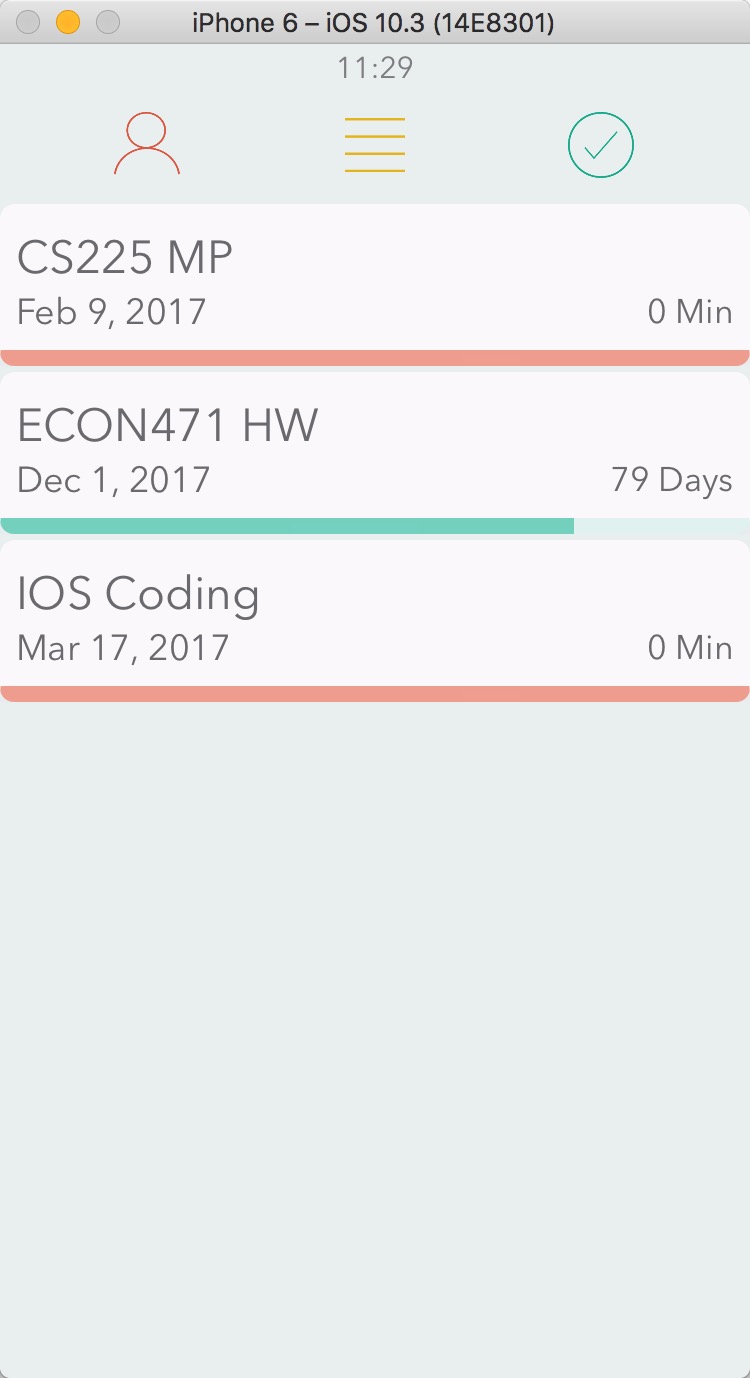 iPhone 6 – iOS 10.3 (14E8301)
11:29
CS225 MP
Feb 9, 2017 0 Min
ECON471 HW
Dec 1, 2017 79 Days
IOS Coding
Mar 17, 2017 0 Min